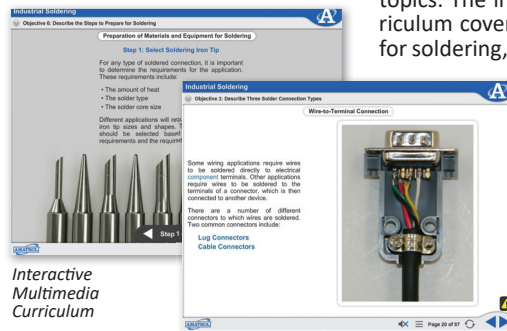 topics. The
riculum cover
for soldering,
Industrial Soldering
Objective 6: Describe the Steps to Prepare for Soldering
A
Preparation of Materials and Equipment for Soldering
Step 1: Select Soldering Iron Tip
For any type of soldered connection, it is important
to determine the requirements for the application.
These requirements include:
• The amount of heat
• The solder type
• The solder core size
Different applications will
iron tip sizes and shapes.
should be selected based
requirements and the
Step 1
AMATROL
Industrial Soldering
Objective 3: Describe Three Solder Connection Types
A
Wire-to-Terminal Connection
Some wiring applications require wires
to be soldered directly to electrical
component terminals. Other applications
require wires to be soldered to the
terminals of a connector, which is then
connected to another device.
There are a number of different
connectors to which wires are soldered.
Two common connectors include:
Lug Connectors
Cable Connectors
AMATROL
Page 20 of 87
Interactive
Multimedia
Curriculum